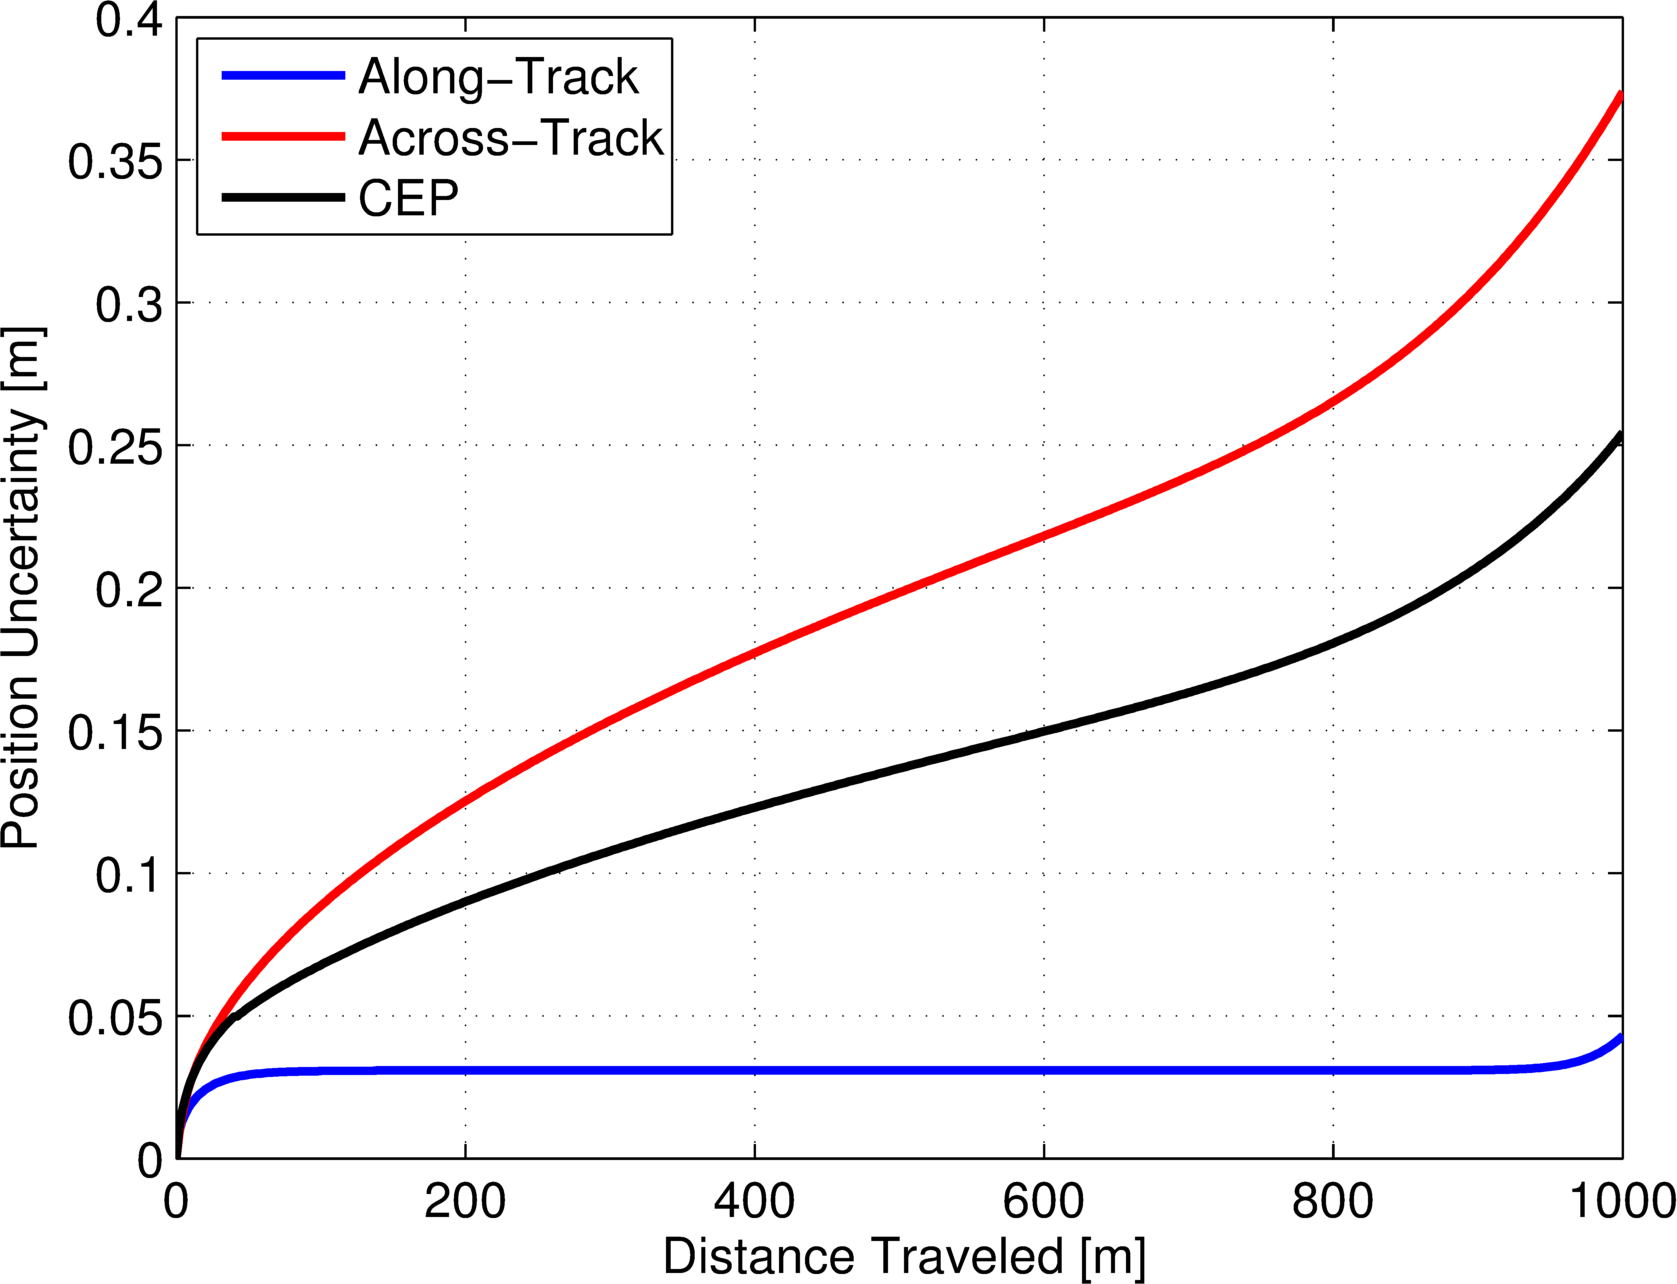 0.4
0.35
0.3
0.25
0.2
0.15
0.1
0.05
0
Position Uncertainty [m]
Along−Track
Across−Track
CEP
0 200 400 600 800 1000
Distance Traveled [m]